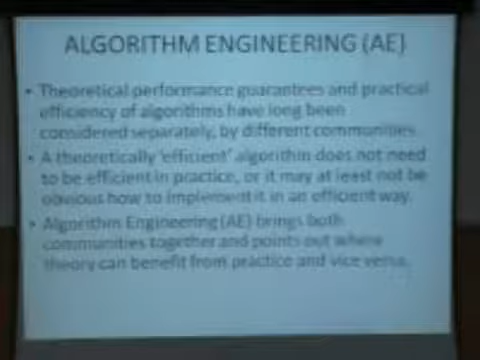 ALGORITHM ENGINEERING (AE)
• Theoretical performance guarantees and practical
efficiency of algorithms have long been
considered separately, by different communities.
• A theoretically 'efficient' algorithm does not need
to be efficient in practice, or it may at least not be
obvious how to implement it in an efficient way.
• Algorithm Engineering (AE) brings both
communities together and points out where
theory can benefit from practice and vice versa.